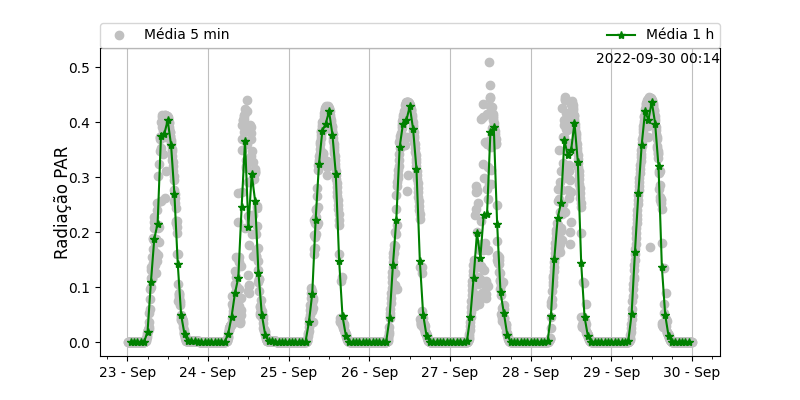 Média 5 min Média 1 h
2022-09-30 00:14
Radiação PAR
0.5
0.4
0.3
0.2
0.1
0.0
23 - Sep 24 - Sep 25 - Sep 26 - Sep 27 - Sep 28 - Sep 29 - Sep 30 - Sep